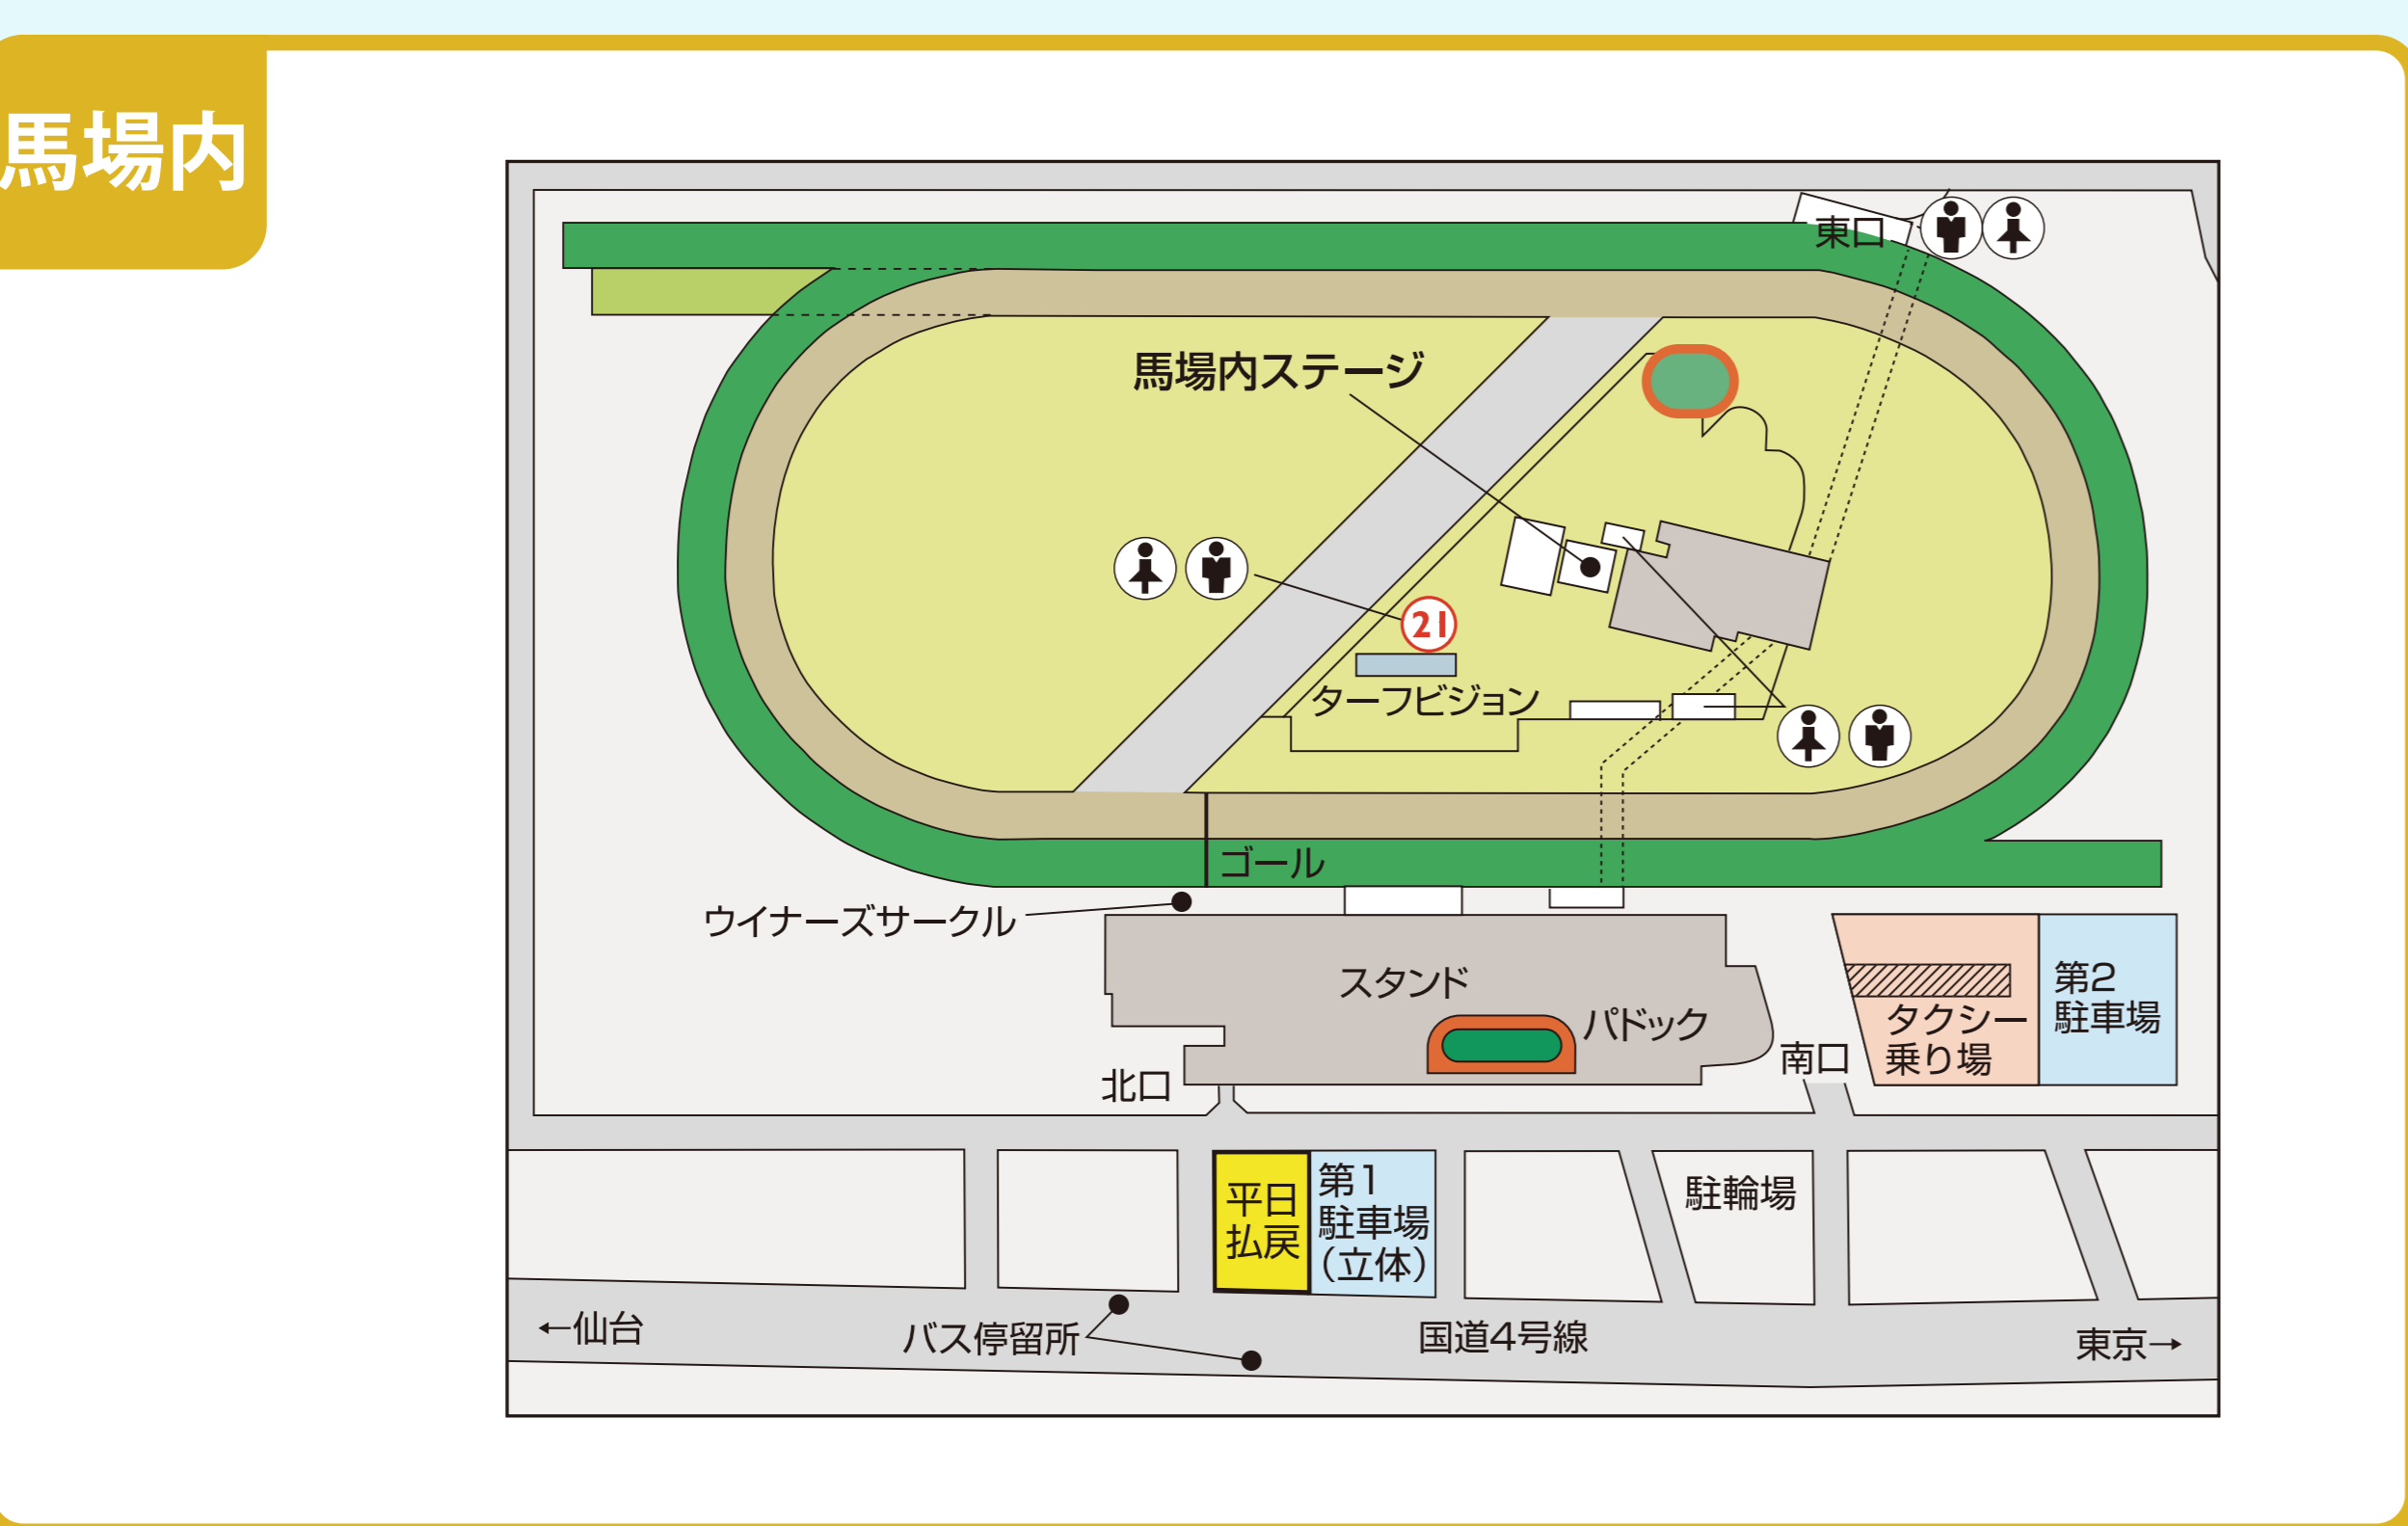 馬場内
東口
馬場内ステージ
21
ターフビジョン
ゴール
ウイナーズサークル
スタンド
パドック
第2
駐車場
タクシー
乗り場
南口
北口
平日
払戻
第1
駐車場
（立体）
駐輪場
←仙台
バス停留所
国道4号線
東京→